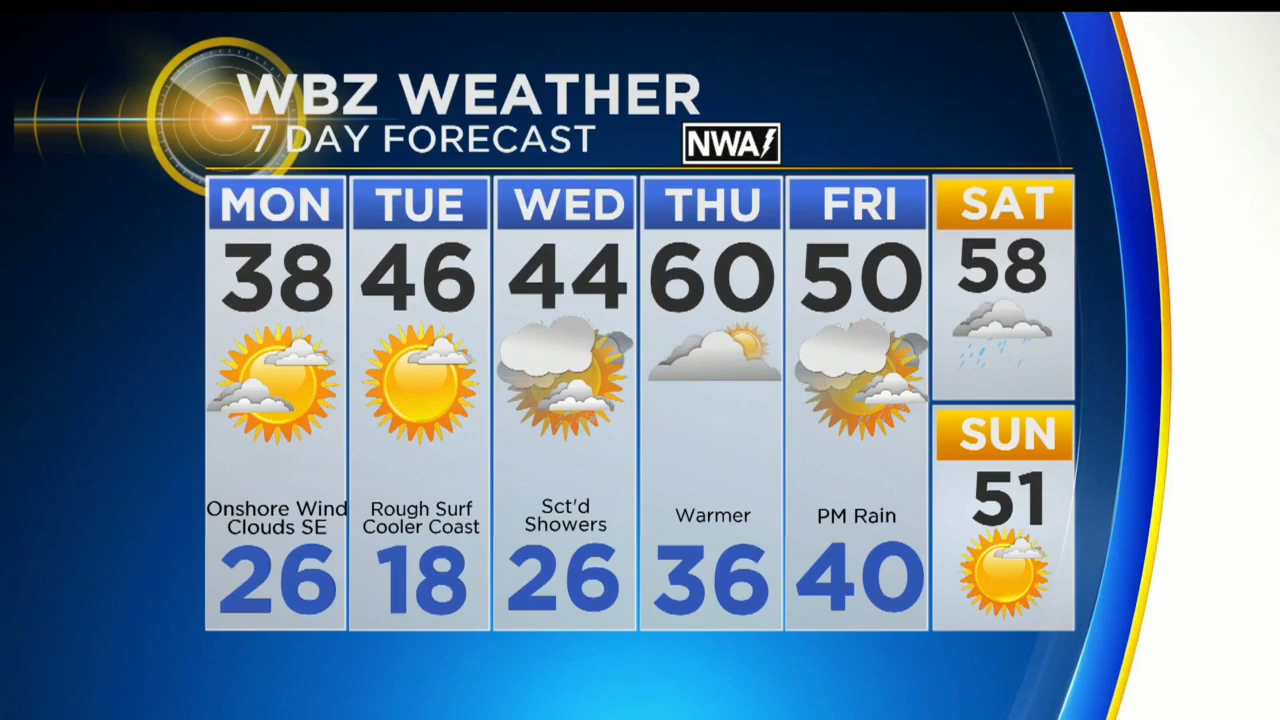 WBZ WEATHER
7 DAY FORECAST
NWA
MON
38
Onshore Wind
Clouds SE
26
TUE
46
Rough Surf
Cooler Coast
18
WED
44
Sct'd
Showers
26
THU
60
Warmer
36
FRI
50
PM Rain
40
SAT
58
SUN
51